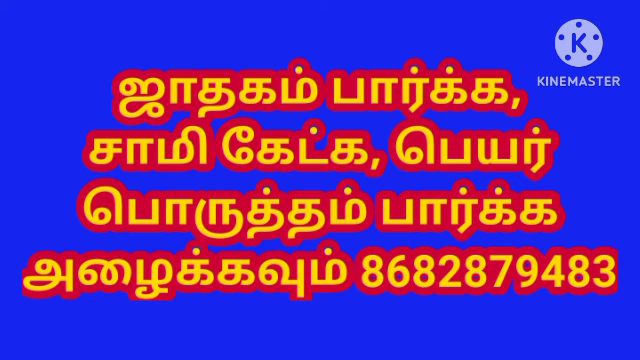 KINEMASTER
ஜாதகம் பார்க்க,
சாமி கேட்க, பெயர்
பொருத்தம் பார்க்க
அழைக்கவும் 8682879483